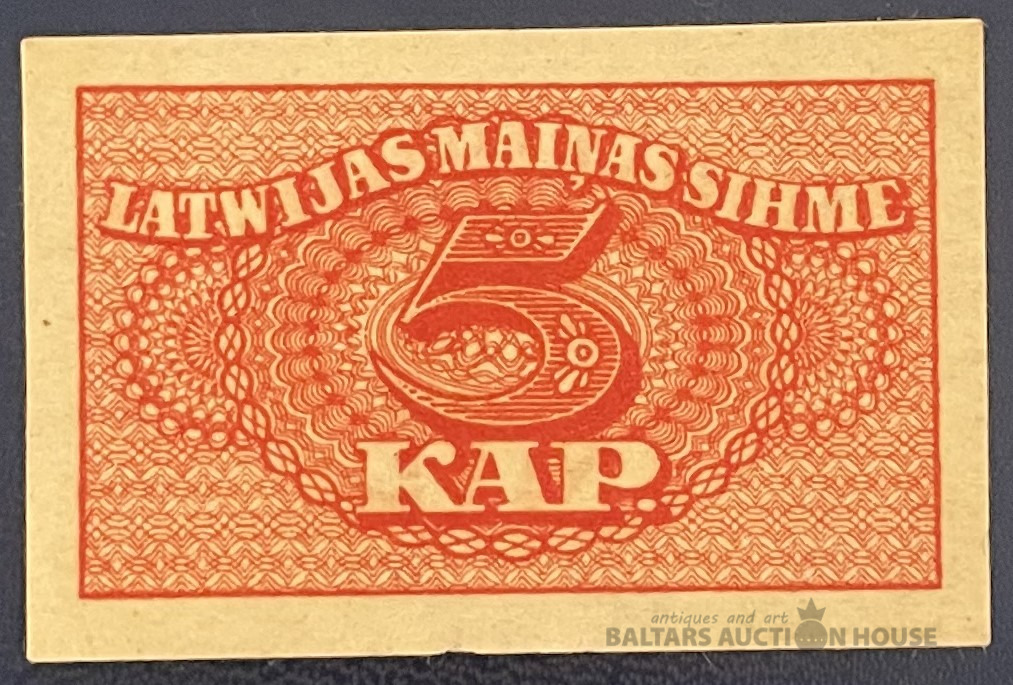 LATWIJAS MAIŅAS SIHME
5
KAP
antiques and art
BALTARS AUCTION HOUSE